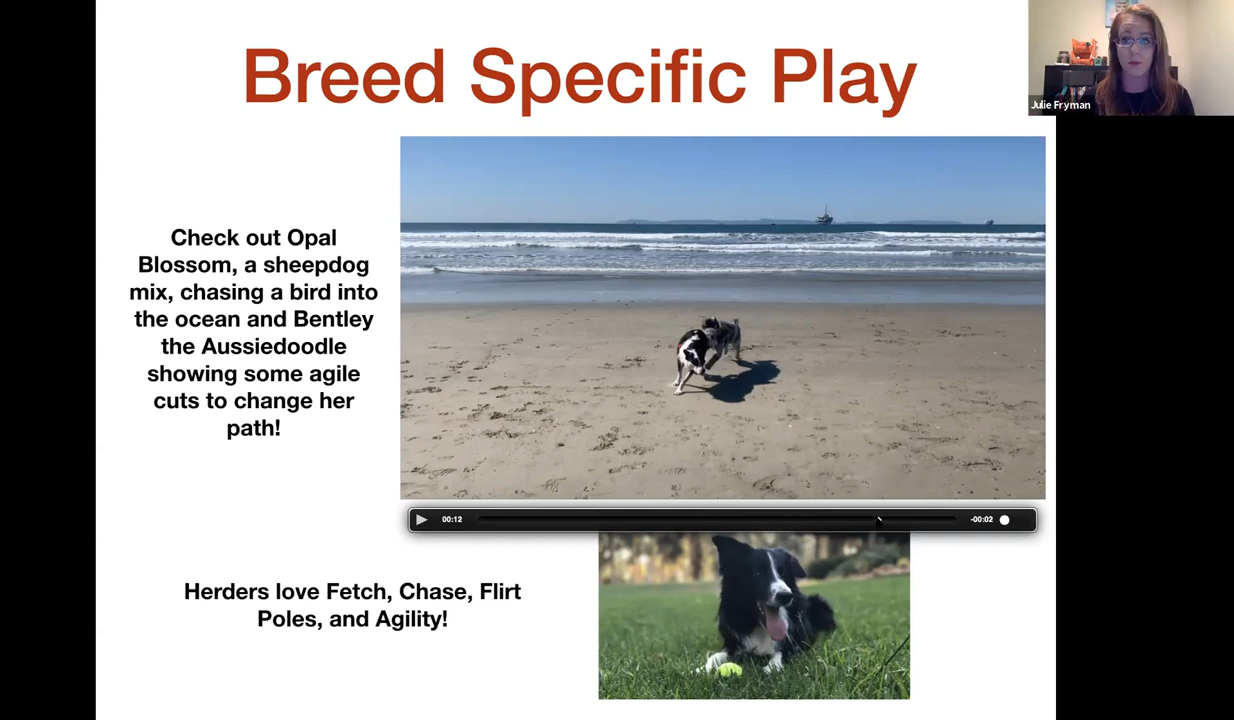 Breed Specific Play
Julie Fryman
Check out Opal
Blossom, a sheepdog
mix, chasing a bird into
the ocean and Bentley
the Aussiedoodle
showing some agile
cuts to change her
path!
00:12
-00:02
Herders love Fetch, Chase, Flirt
Poles, and Agility!